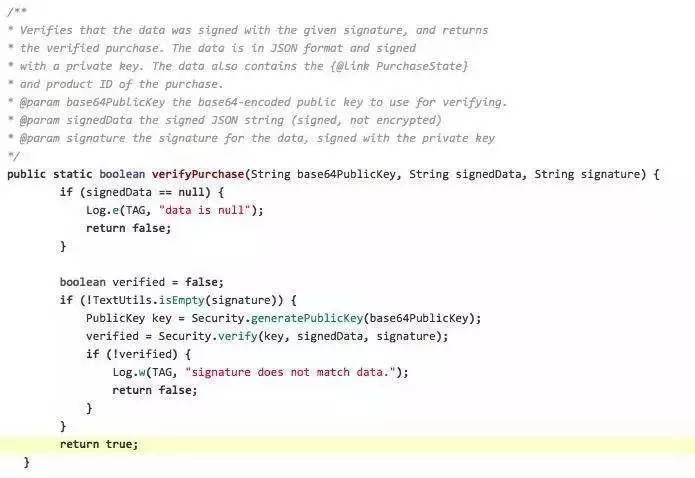 /**
* Verifies that the data was signed with the given signature, and returns
* the verified purchase. The data is in JSON format and signed
* with a private key. The data also contains the {@link PurchaseState}
* and product ID of the purchase.
* @param base64PublicKey the base64-encoded public key to use for verifying.
* @param signedData the signed JSON string (signed, not encrypted)
* @param signature the signature for the data, signed with the private key
*/
public static boolean verifyPurchase(String base64PublicKey, String signedData, String signature) {
if (signedData == null) {
Log.e(TAG, "data is null");
return false;
}
boolean verified = false;
if (!TextUtils.isEmpty(signature)) {
PublicKey key = Security.generatePublicKey(base64PublicKey);
verified = Security.verify(key, signedData, signature);
if (!verified) {
Log.w(TAG, "signature does not match data.");
return false;
}
}
return true;
}